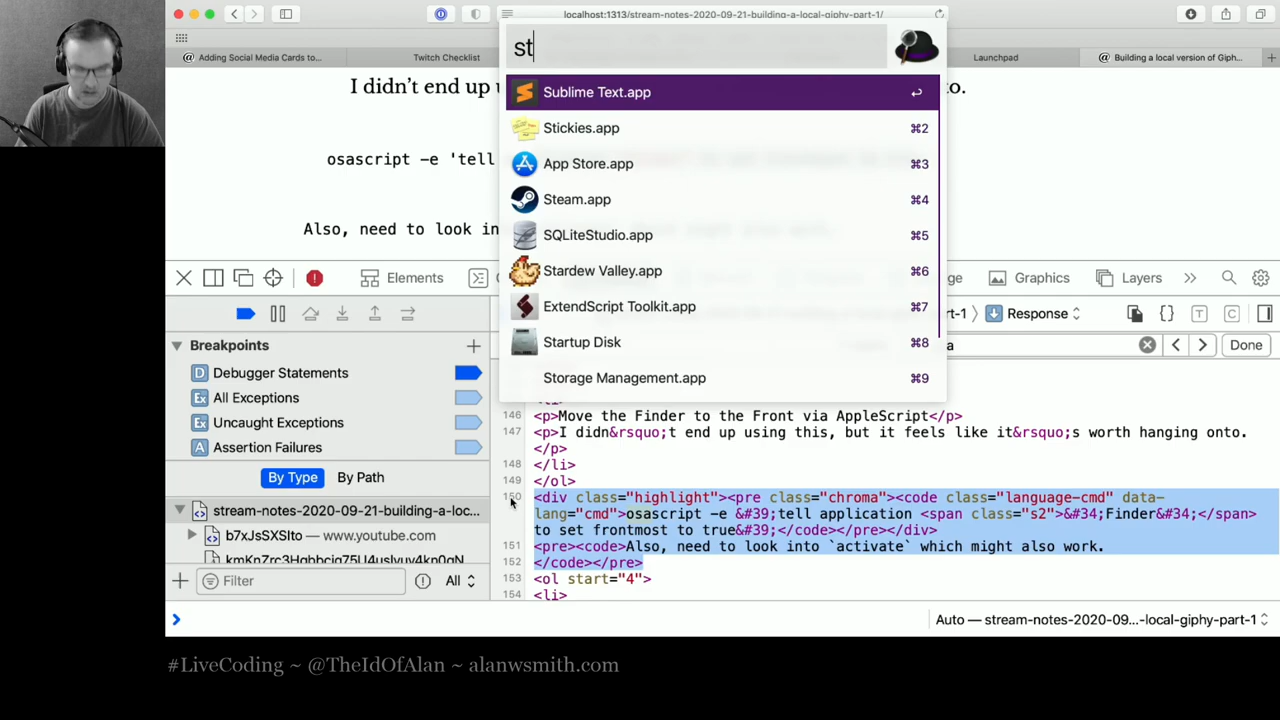 localhost:1313/stream-notes-2020-09-21-building-a-local-giphy-part-1/
@ Adding Social Media Cards to...
Twitch Checklist
Launchpad
@ Building a local version of Giph...
st
I didn’t end up
o.
Sublime Text.app
Stickies.app ⌘2
osascript -e 'tell
App Store.app ⌘3
Steam.app ⌘4
Also, need to look in
SQLiteStudio.app ⌘5
Stardew Valley.app ⌘6
Elements
ge
Graphics
Layers
ExtendScript Toolkit.app ⌘7
rt-1
Response
Breakpoints
Startup Disk ⌘8
a
Done
Debugger Statements
Storage Management.app ⌘9
All Exceptions
Uncaught Exceptions
Assertion Failures
By Type
By Path
stream-notes-2020-09-21-building-a-loc...
b7xJsSXSIto — www.youtube.com
Filter
All
146 <p>Move the Finder to the Front via AppleScript</p>
147 <p>I didn&rsquo;t end up using this, but it feels like it&rsquo;s worth hanging onto.
</p>
148 </li>
149 </ol>
150 <div class="highlight"><pre class="chroma"><code class="language-cmd" data-
lang="cmd">osascript -e &#39;tell application <span class="s2">&#34;Finder&#34;</span>
to set frontmost to true&#39;</code></pre></div>
151 <pre><code>Also, need to look into `activate` which might also work.
152 </code></pre>
153 <ol start="4">
154 <li>
Auto — stream-notes-2020-09...-local-giphy-part-1
#LiveCoding ~ @TheIdOfAlan ~ alanwsmith.com